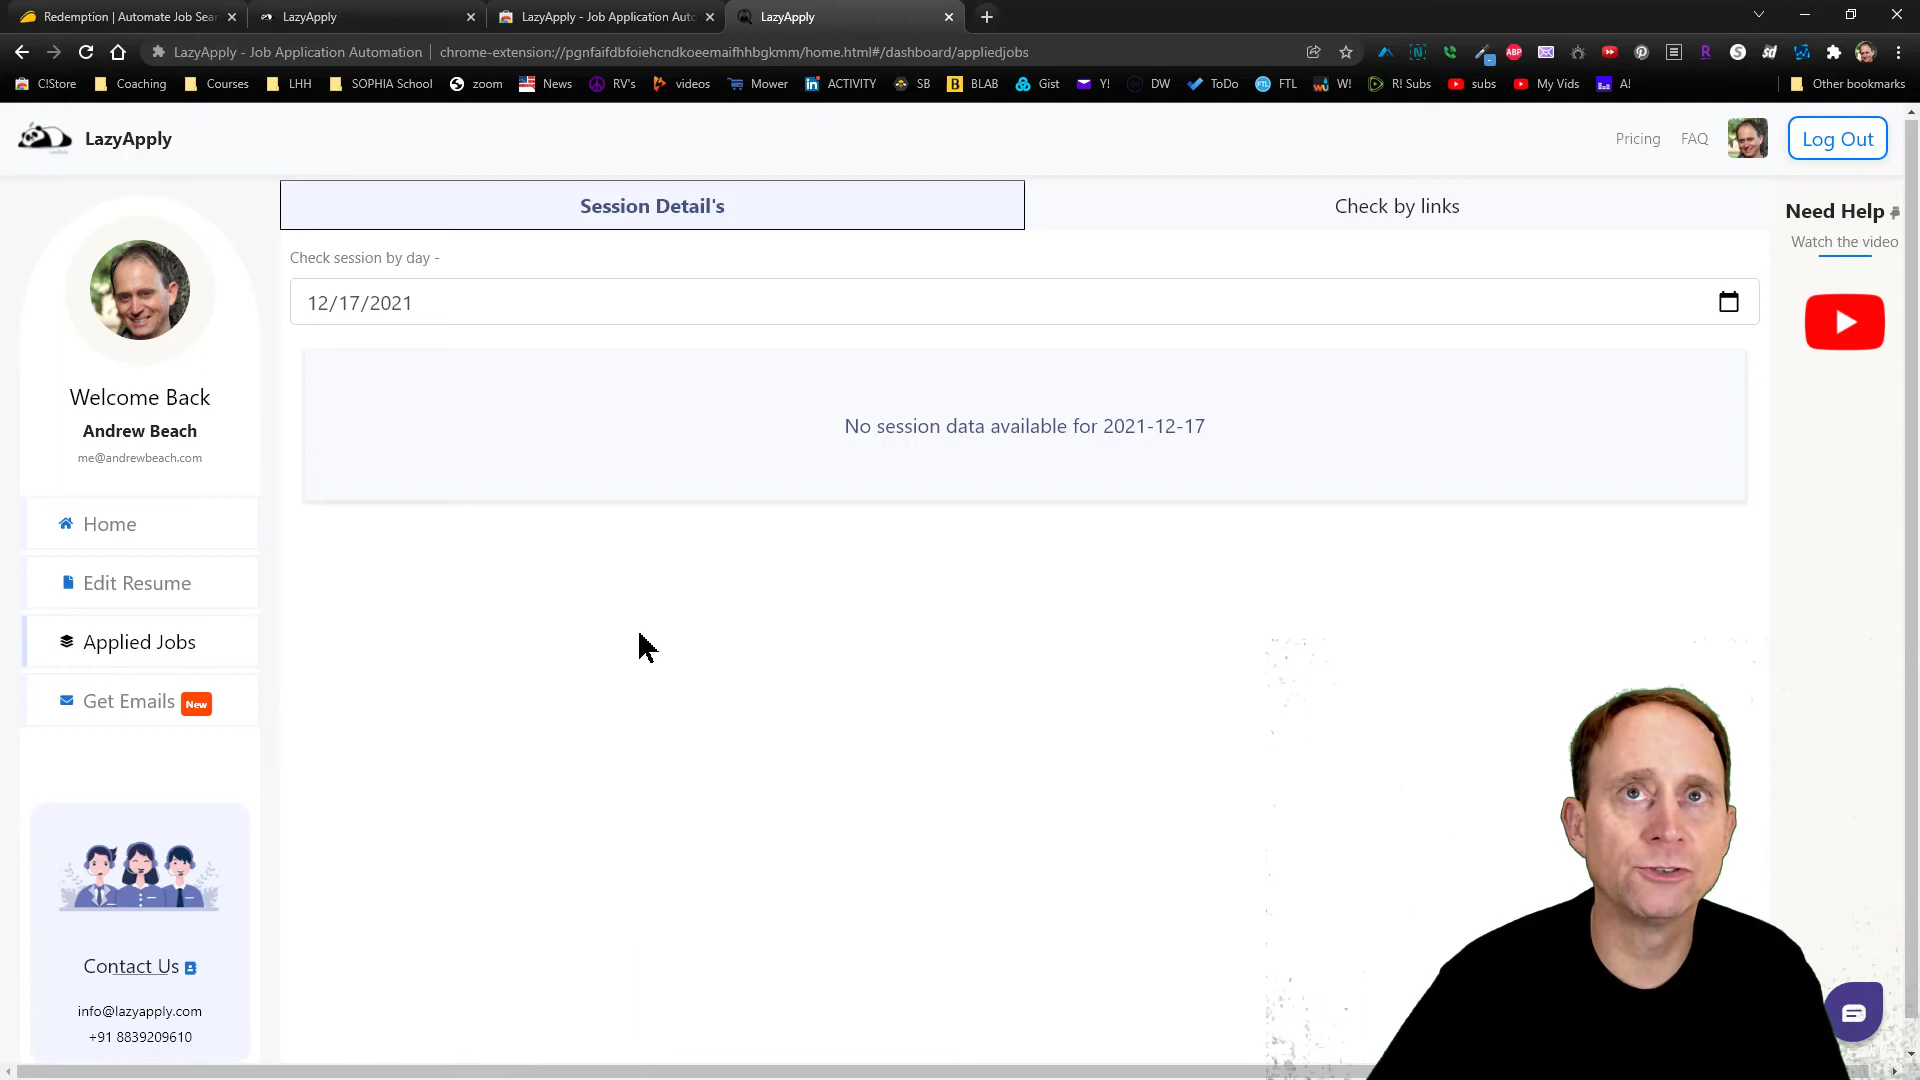 Redemption | Automate Job Sear
LazyApply
LazyApply - Job Application Auto
LazyApply
LazyApply - Job Application Automation
chrome-extension://pgnfaifdbfoiehcndkoeemaifhhbgkmm/home.html#/dashboard/appliedjobs
C!Store
Coaching
Courses
LHH
SOPHIA School
zoom
News
RV's
videos
Mower
ACTIVITY
SB
BLAB
Gist
Y!
DW
ToDo
FTL
W!
R! Subs
subs
My Vids
A!
Other bookmarks
LazyApply
Pricing
FAQ
Log Out
Session Detail's
Check by links
Need Help
Watch the video
Check session by day -
12/17/2021
No session data available for 2021-12-17
Welcome Back
Andrew Beach
me@andrewbeach.com
Home
Edit Resume
Applied Jobs
Get Emails New
Contact Us
info@lazyapply.com
+91 8839209610